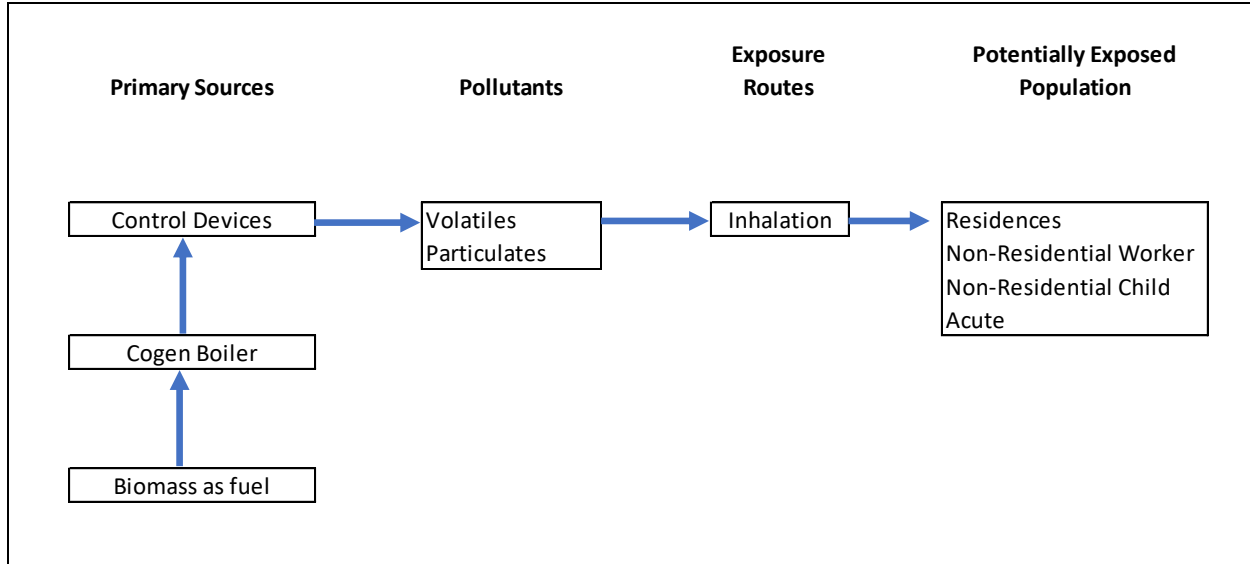 Primary Sources
Pollutants
Exposure
Routes
Potentially Exposed
Population
Control Devices
Volatiles
Particulates
Inhalation
Residences
Non-Residential Worker
Non-Residential Child
Acute
Cogen Boiler
Biomass as fuel